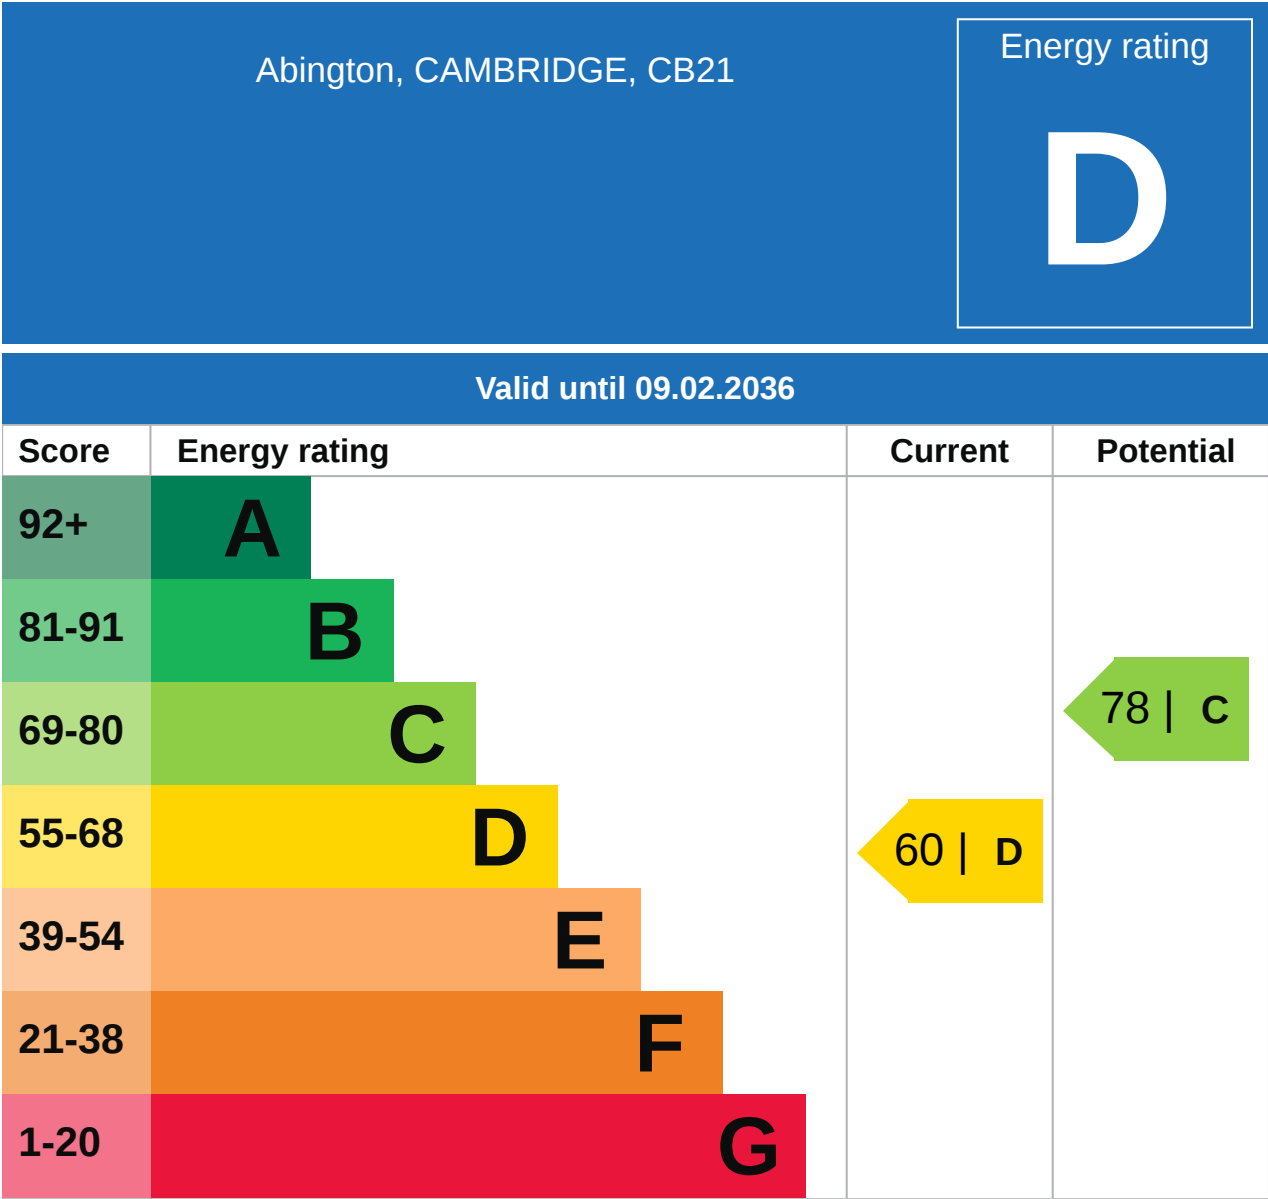 Abington, CAMBRIDGE, CB21
Energy rating
D
Valid until 09.02.2036
Score Energy rating Current Potential
92+ A
81-91 B
69-80 C
78 | C
55-68 D
60 | D
39-54 E
21-38 F
1-20 G